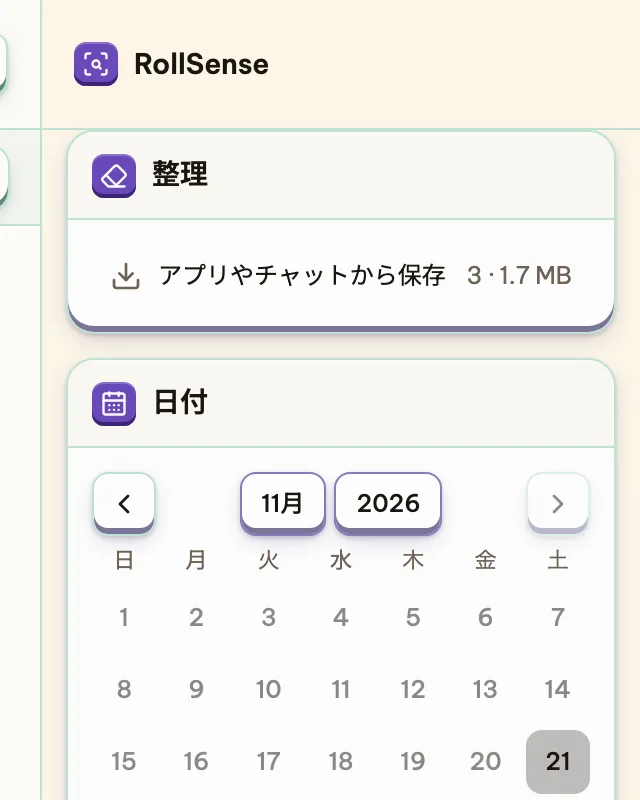 RollSense
整理
アプリやチャットから保存 3 · 1.7 MB
日付
11月 2026
日 月 火 水 木 金 土
1 2 3 4 5 6 7
8 9 10 11 12 13 14
15 16 17 18 19 20 21